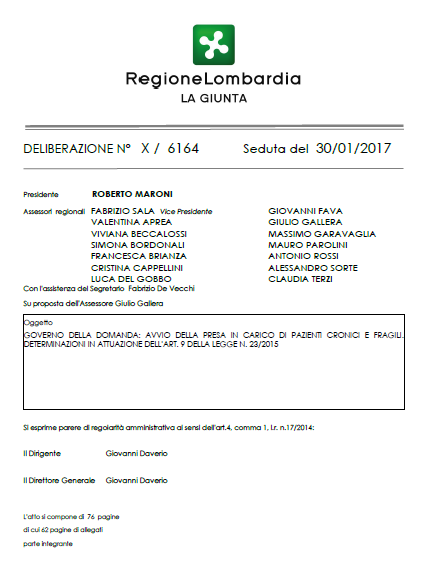 RegioneLombardia
LA GIUNTA
DELIBERAZIONE N° X / 6164 Seduta del 30/01/2017
Presidente ROBERTO MARONI
Assessori regionali FABRIZIO SALA Vice Presidente GIOVANNI FAVA
VALENTINA APREA GIULIO GALLERA
VIVIANA BECCALOSSI MASSIMO GARAVAGLIA
SIMONA BORDONALI MAURO PAROLINI
FRANCESCA BRIANZA ANTONIO ROSSI
CRISTINA CAPPELLINI ALESSANDRO SORTE
LUCA DEL GOBBO CLAUDIA TERZI
Con l'assistenza del Segretario Fabrizio De Vecchi
Su proposta dell'Assessore Giulio Gallera
Oggetto
GOVERNO DELLA DOMANDA: AVVIO DELLA PRESA IN CARICO DI PAZIENTI CRONICI E FRAGILI.
DETERMINAZIONI IN ATTUAZIONE DELL'ART. 9 DELLA LEGGE N. 23/2015
Si esprime parere di regolarità amministrativa ai sensi dell'art.4, comma 1, l.r. n.17/2014:
Il Dirigente Giovanni Daverio
Il Direttore Generale Giovanni Daverio
L'atto si compone di 76 pagine
di cui 62 pagine di allegati
parte integrante